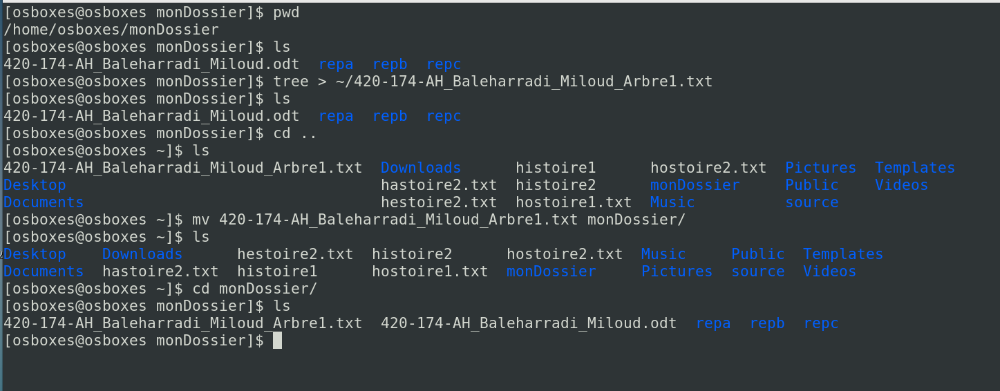 [osboxes@osboxes monDossier]$ pwd
/home/osboxes/monDossier
[osboxes@osboxes monDossier]$ ls
420-174-AH_Baleharradi_Miloud.odt  repa  repb  repc
[osboxes@osboxes monDossier]$ tree > ~/420-174-AH_Baleharradi_Miloud_Arbre1.txt
[osboxes@osboxes monDossier]$ ls
420-174-AH_Baleharradi_Miloud.odt  repa  repb  repc
[osboxes@osboxes monDossier]$ cd ..
[osboxes@osboxes ~]$ ls
420-174-AH_Baleharradi_Miloud_Arbre1.txt  Downloads      histoire1      hostoire2.txt  Pictures  Templates
Desktop                                   hastoire2.txt  histoire2      monDossier     Public    Videos
Documents                                 hestoire2.txt  hostoire1.txt  Music          source
[osboxes@osboxes ~]$ mv 420-174-AH_Baleharradi_Miloud_Arbre1.txt monDossier/
[osboxes@osboxes ~]$ ls
Desktop    Downloads      hestoire2.txt  histoire2      hostoire2.txt  Music     Public  Templates
Documents  hastoire2.txt  histoire1      hostoire1.txt  monDossier     Pictures  source  Videos
[osboxes@osboxes ~]$ cd monDossier/
[osboxes@osboxes monDossier]$ ls
420-174-AH_Baleharradi_Miloud_Arbre1.txt  420-174-AH_Baleharradi_Miloud.odt  repa  repb  repc
[osboxes@osboxes monDossier]$